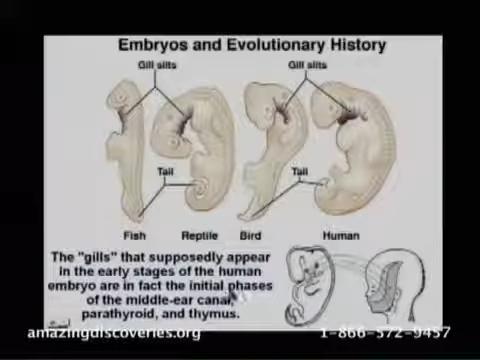 Embryos and Evolutionary History
Gill slits Gill slits
Tail Tail
Fish Reptile Bird Human
The "gills" that supposedly appear
in the early stages of the human
embryo are in fact the initial phases
of the middle-ear canal,
parathyroid, and thymus.
amazingdiscoveries.org 1-866-572-9457